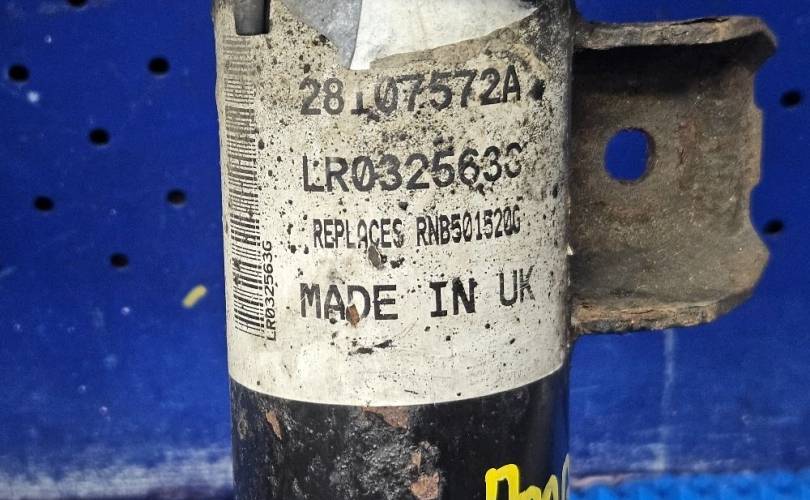 28107572A
LR032563G
REPLACES RNB501520G
MADE IN UK
LR032563G